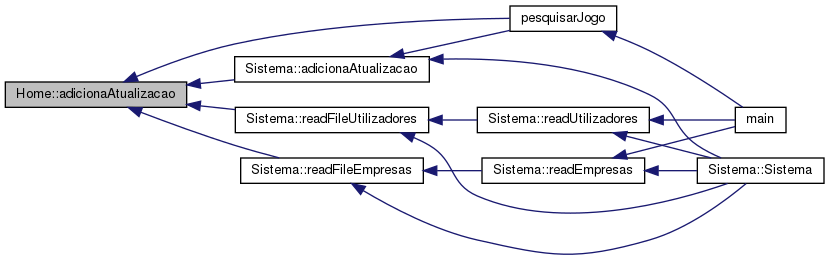 pesquisarJogo
Sistema::adicionaAtualizacao
Home::adicionaAtualizacao
Sistema::readFileUtilizadores
Sistema::readUtilizadores
main
Sistema::readFileEmpresas
Sistema::readEmpresas
Sistema::Sistema